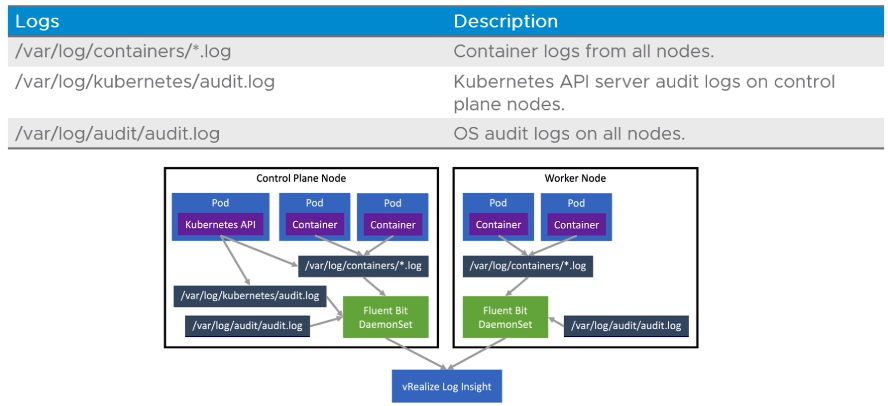 Logs Description
/var/log/containers/*.log Container logs from all nodes.
/var/log/kubernetes/audit.log Kubernetes API server audit logs on control
plane nodes.
/var/log/audit/audit.log OS audit logs on all nodes.
Control Plane Node
Pod Pod Pod
Kubernetes API Container Container
/var/log/containers/*.log
/var/log/kubernetes/audit.log
/var/log/audit/audit.log
Fluent Bit
DaemonSet
Worker Node
Pod Pod
Container Container
/var/log/containers/*.log
Fluent Bit
DaemonSet
/var/log/audit/audit.log
vRealize Log Insight